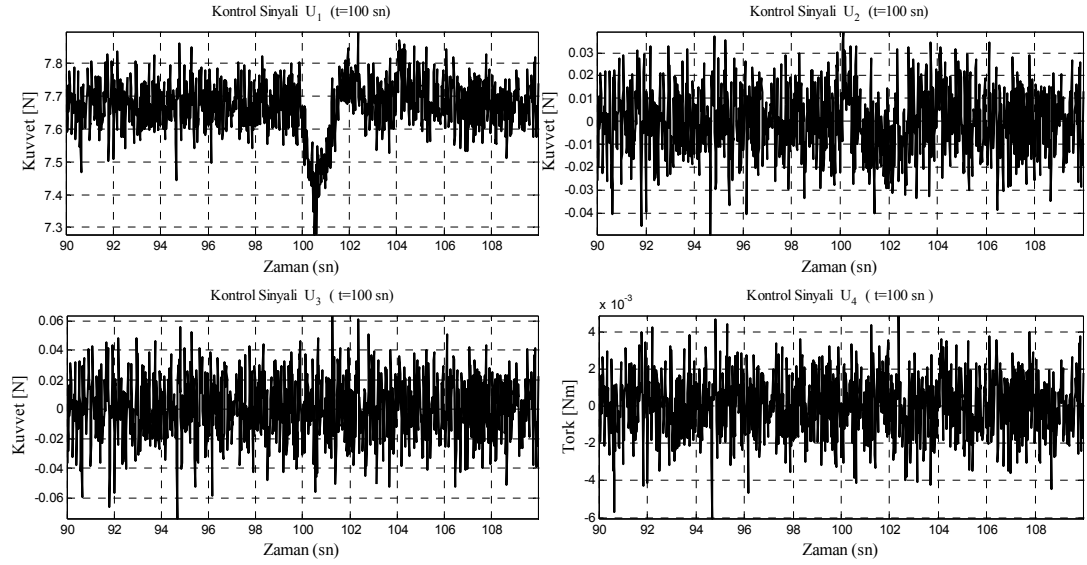 Kontrol Sinyali U1 (t=100 sn)
Kuvvet [N]
7.8
7.7
7.6
7.5
7.4
7.3
90 92 94 96 98 100 102 104 106 108
Zaman (sn)
Kontrol Sinyali U2 (t=100 sn)
Kuvvet [N]
0.03
0.02
0.01
0
-0.01
-0.02
-0.03
-0.04
90 92 94 96 98 100 102 104 106 108
Zaman (sn)
Kontrol Sinyali U3 ( t=100 sn)
Kuvvet [N]
0.06
0.04
0.02
0
-0.02
-0.04
-0.06
90 92 94 96 98 100 102 104 106 108
Zaman (sn)
Kontrol Sinyali U4 ( t=100 sn )
x 10-3
Tork [Nm]
4
2
0
-2
-4
-6
90 92 94 96 98 100 102 104 106 108
Zaman (sn)